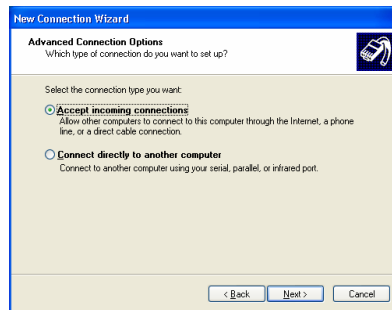 New Connection Wizard
Advanced Connection Options
Which type of connection do you want to set up?
Select the connection type you want:
Accept incoming connections
Allow other computers to connect to this computer through the Internet, a phone
line, or a direct cable connection.
Connect directly to another computer
Connect to another computer using your serial, parallel, or infrared port.
< Back Next > Cancel